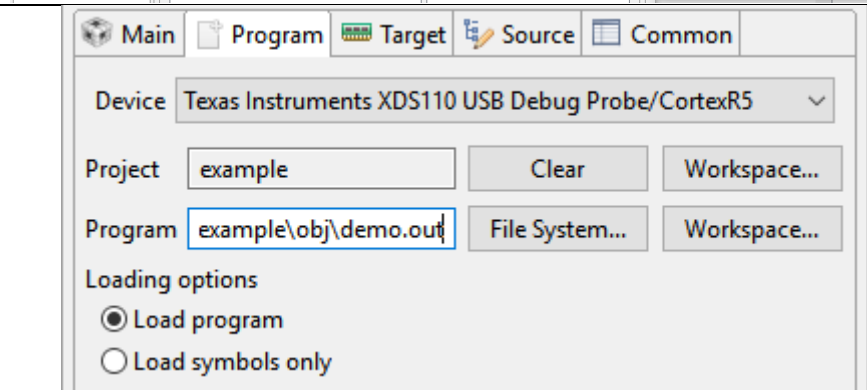 Main Program Target Source Common
Device Texas Instruments XDS110 USB Debug Probe/CortexR5
Project example Clear Workspace...
Program example\obj\demo.out File System... Workspace...
Loading options
Load program
Load symbols only